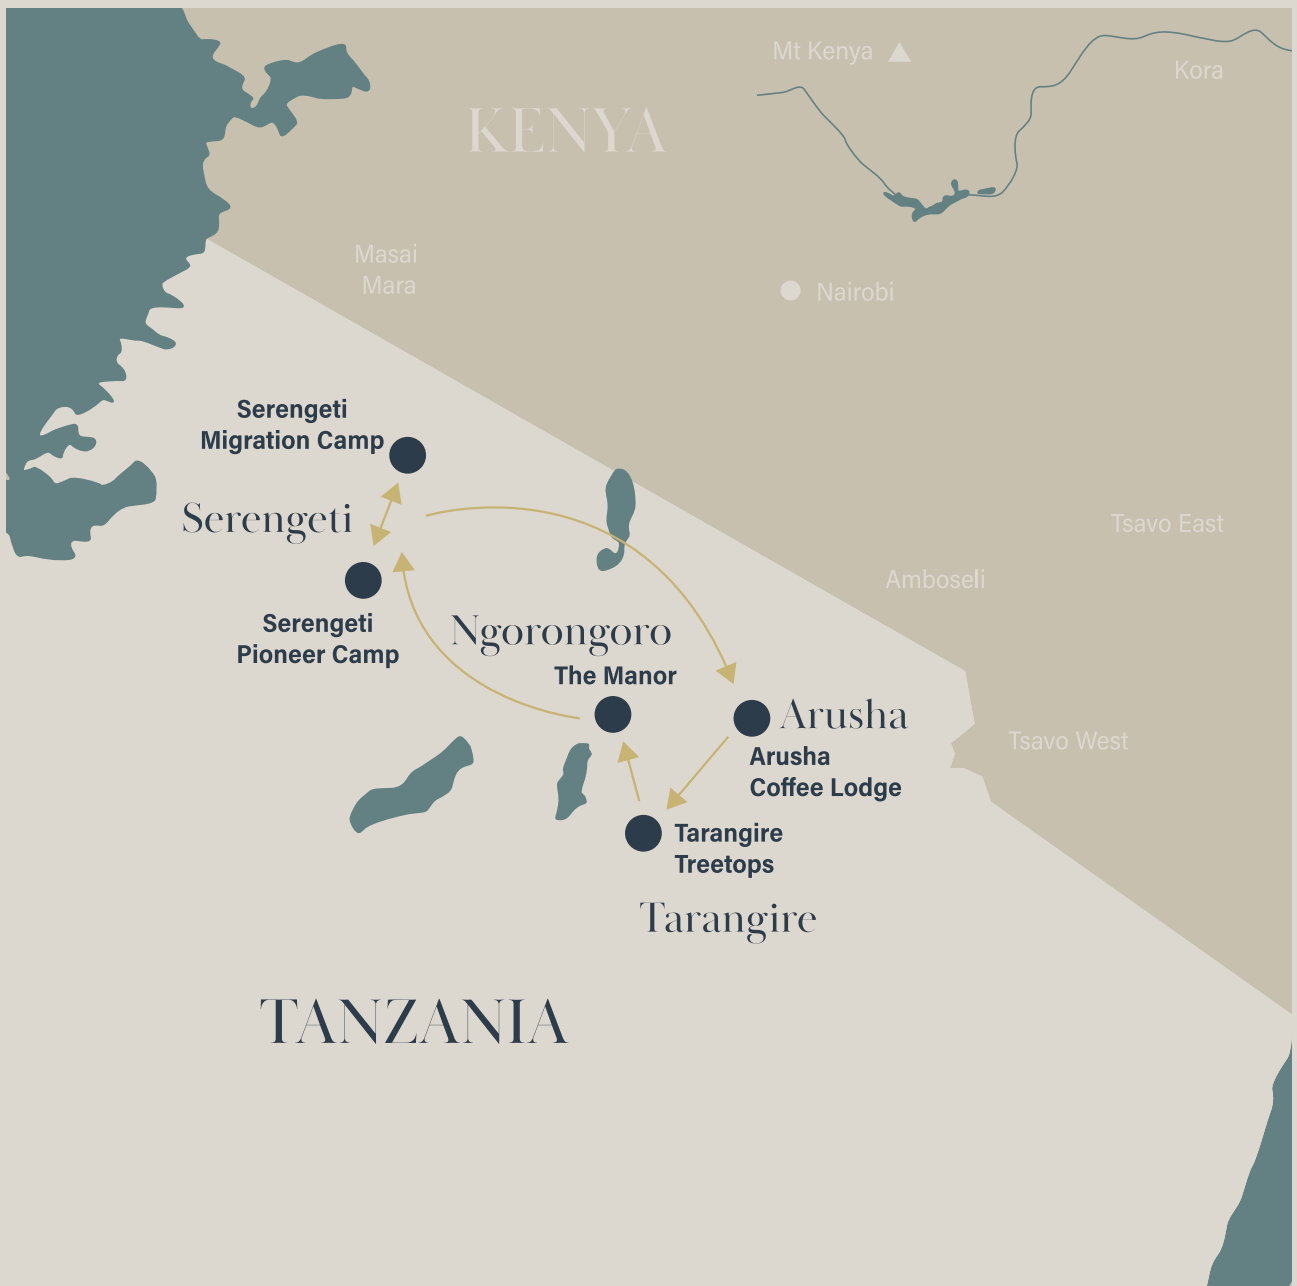 Mt Kenya
Kora
KENYA
Masai
Mara
Nairobi
Serengeti
Migration Camp
Serengeti
Tsavo East
Amboseli
Serengeti
Pioneer Camp
Ngorongoro
The Manor
Arusha
Arusha
Coffee Lodge
Tsavo West
Tarangire
Treetops
Tarangire
TANZANIA